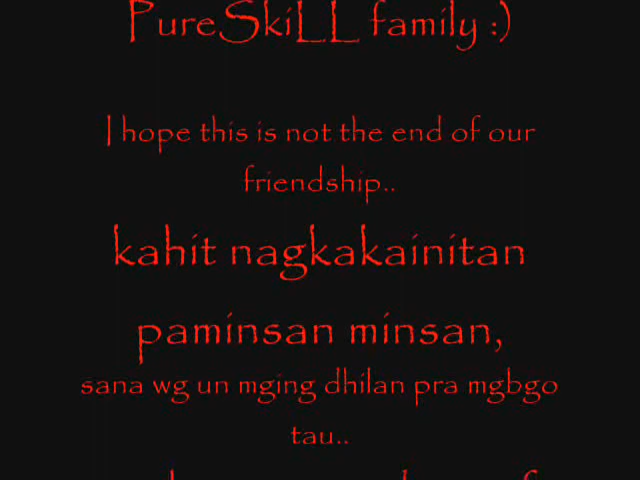 PureSkiLL family :)
I hope this is not the end of our
friendship..
kahit nagkakainitan
paminsan minsan,
sana wg un mging dhilan pra mgbgo
tau..